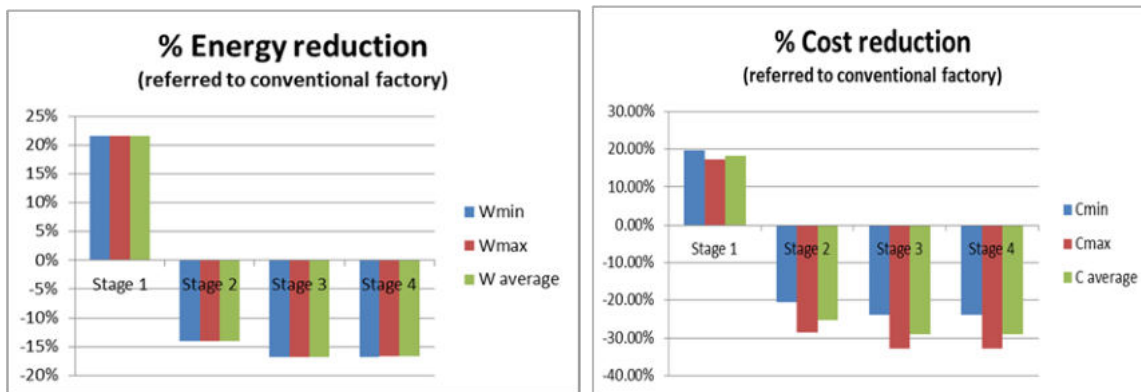 % Energy reduction
(referred to conventional factory)
25%
20%
15%
10%
5%
0%
-5%
-10%
-15%
-20%
Stage 1 Stage 2 Stage 3 Stage 4
Wmin
Wmax
W average
% Cost reduction
(referred to conventional factory)
30.00%
20.00%
10.00%
0.00%
-10.00%
-20.00%
-30.00%
-40.00%
Stage 1 Stage 2 Stage 3 Stage 4
Cmin
Cmax
C average